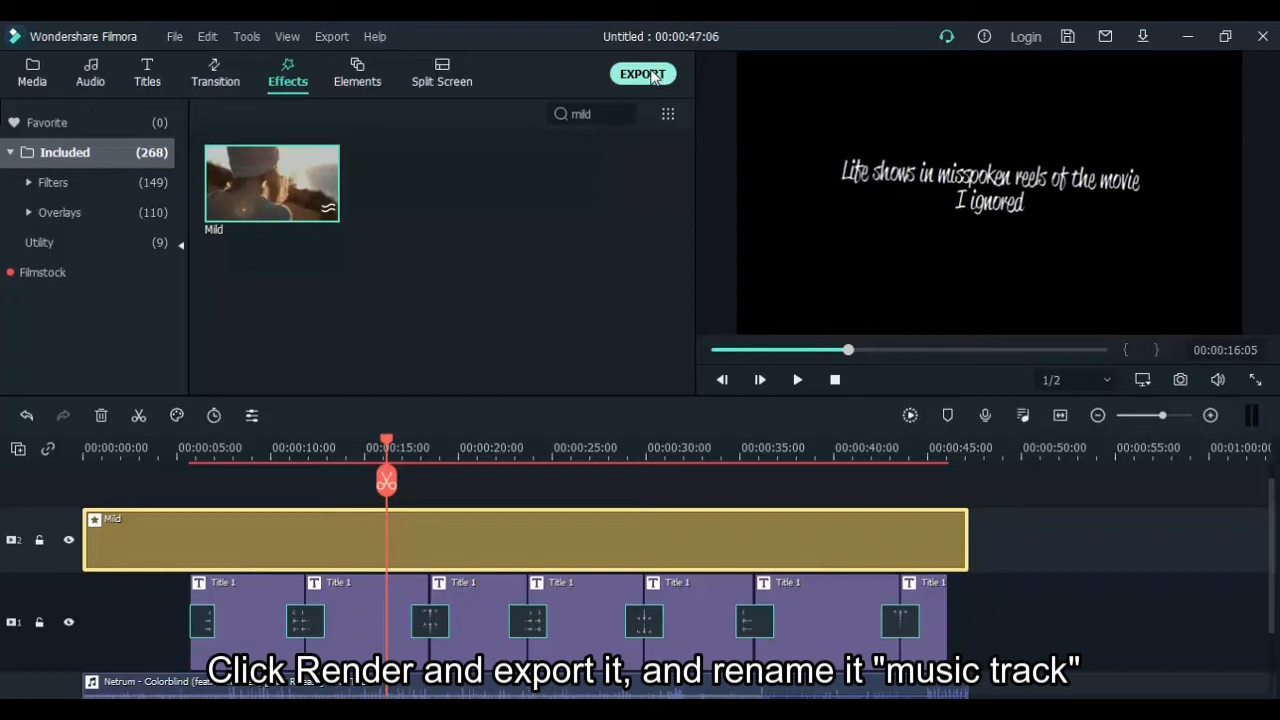 Wondershare Filmora File Edit Tools View Export Help Untitled : 00:00:47:06 Login
Media Audio Titles Transition Effects Elements Split Screen EXPORT
Favorite (0)
mild
Included (268)
Filters (149)
Overlays (110)
Utility (9)
Filmstock
Mild
Life shows in misspoken reels of the movie
I ignored
{ } 00:00:16:05
1/2
00:00:00:00 00:00:05:00 00:00:10:00 00:00:15:00 00:00:20:00 00:00:25:00 00:00:30:00 00:00:35:00 00:00:40:00 00:00:45:00 00:00:50:00 00:00:55:00 00:01:00:00
Mild
2
Title 1 Title 1 Title 1 Title 1 Title 1 Title 1 Title 1
1
Click Render and export it, and rename it "music track"
Netrum - Colorblind